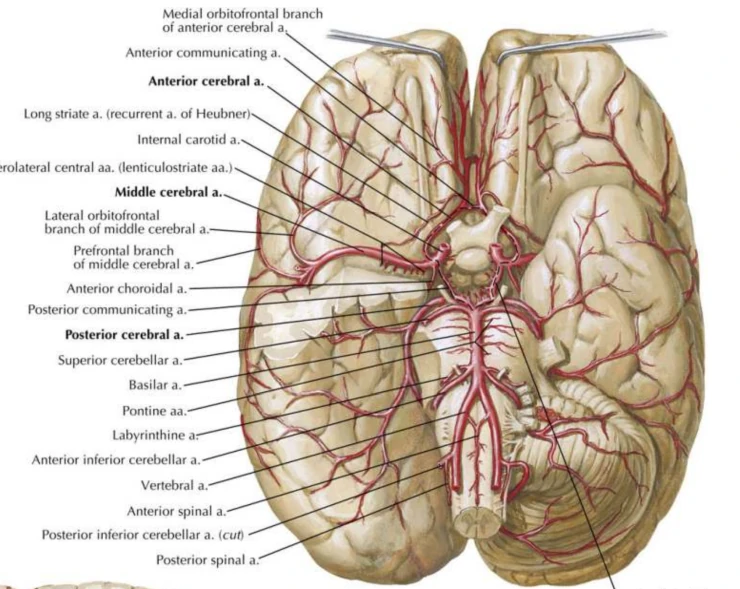 Medial orbitofrontal branch
of anterior cerebral a.
Anterior communicating a.
Anterior cerebral a.
Long striate a. (recurrent a. of Heubner)
Internal carotid a.
erolateral central aa. (lenticulostriate aa.)
Middle cerebral a.
Lateral orbitofrontal
branch of middle cerebral a.
Prefrontal branch
of middle cerebral a.
Anterior choroidal a.
Posterior communicating a.
Posterior cerebral a.
Superior cerebellar a.
Basilar a.
Pontine aa.
Labyrinthine a.
Anterior inferior cerebellar a.
Vertebral a.
Anterior spinal a.
Posterior inferior cerebellar a. (cut)
Posterior spinal a.